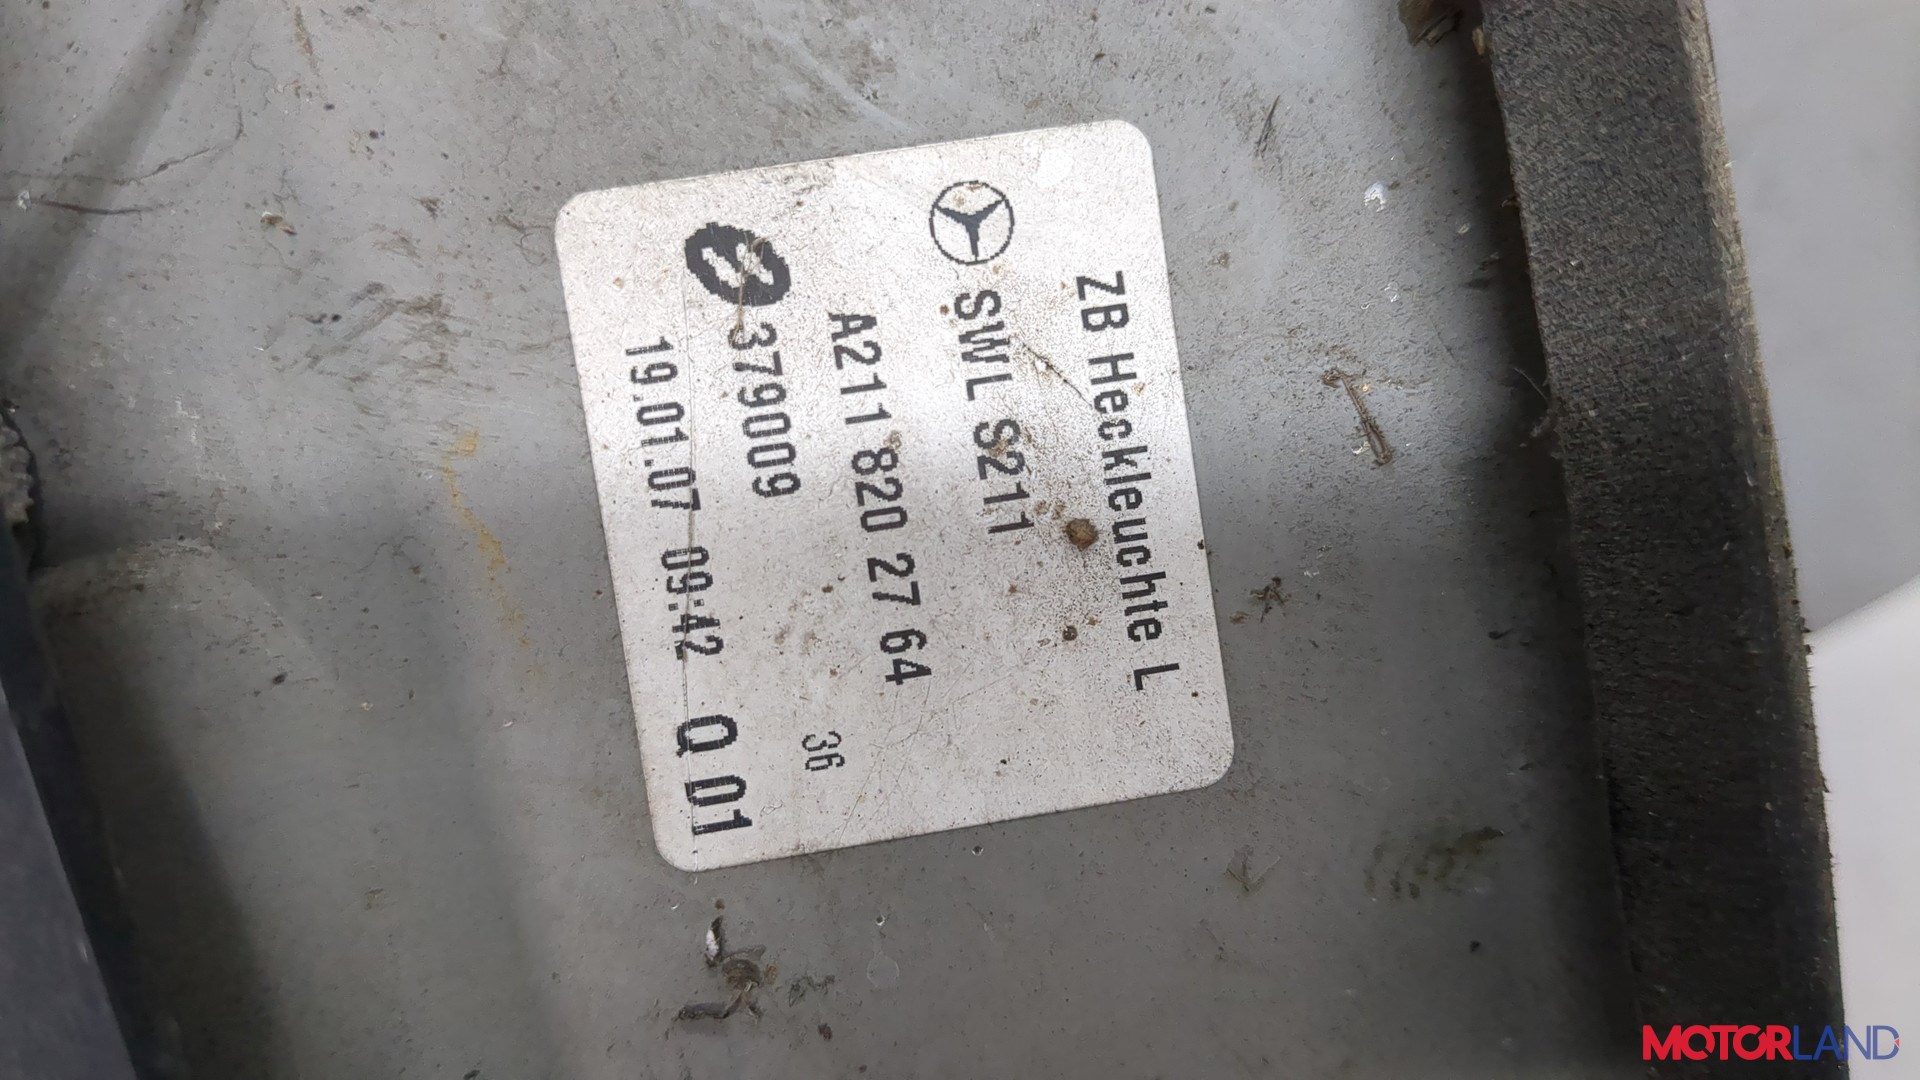 ZB Heckleuchte L
SWL S211
A211 820 27 64
36
3790009
19.01.07 09:42 Q 01
MOTORLAND